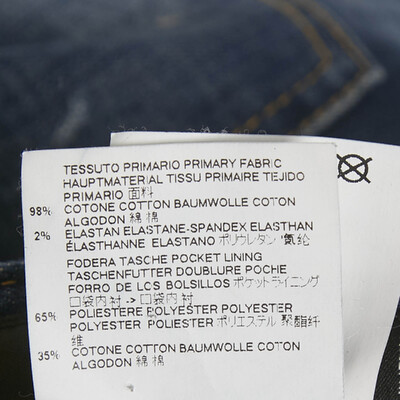 TESSUTO PRIMARIO PRIMARY FABRIC
HAUPTMATERIAL TISSU PRIMAIRE TEJIDO
PRIMARIO 面料
98% COTONE COTTON BAUMWOLLE COTON
ALGODON 綿 棉
2% ELASTAN ELASTANE-SPANDEX ELASTHAN
ÉLASTHANNE ELASTANO ポリウレタン 氨纶
FODERA TASCHE POCKET LINING
TASCHENFUTTER DOUBLURE POCHE
FORRO DE LOS BOLSILLOS ポケットライニング
口袋内衬 -> 口袋内衬
65% POLIESTERE POLYESTER POLYESTER
POLYESTER POLIESTER ポリエステル 聚酯纤
维
35% COTONE COTTON BAUMWOLLE COTON
ALGODON 綿 棉